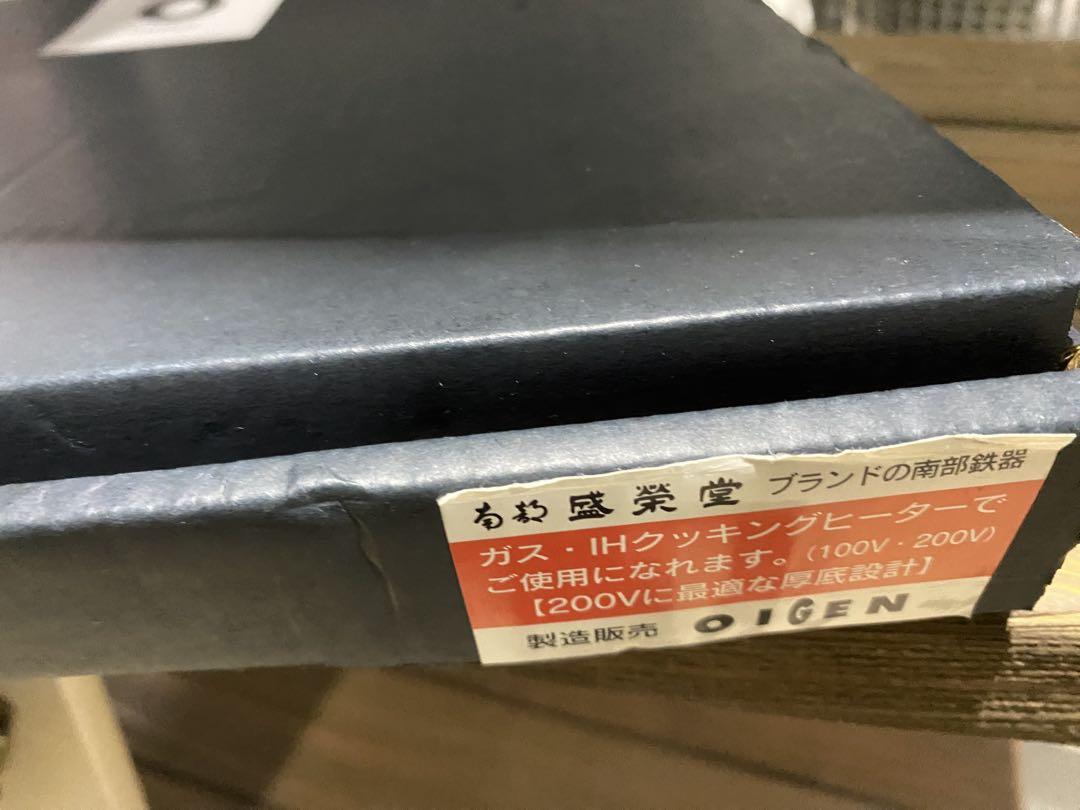 南部 盛榮堂 ブランドの南部鉄器
ガス・IHクッキングヒーターで
ご使用になれます。(100V・200V)
【200Vに最適な厚底設計】
製造販売 OIGEN